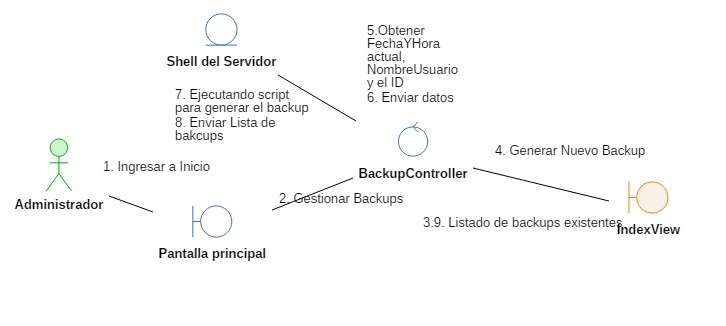 5.Obtener
FechaYHora
actual,
NombreUsuario
y el ID
6. Enviar datos
Shell del Servidor
7. Ejecutando script
para generar el backup
8. Enviar Lista de
bakcups
1. Ingresar a Inicio
Administrador
BackupController
4. Generar Nuevo Backup
2. Gestionar Backups
3.9. Listado de backups existentes
IndexView
Pantalla principal